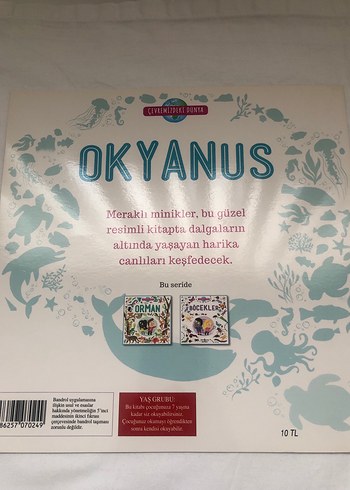 ÇEVREMİZDEKİ DÜNYA
OKYANUS
Meraklı minikler, bu güzel
resimli kitapta dalgaların
altında yaşayan harika
canlıları keşfedecek.
Bu seride
ORMAN
BÖCEKLER
Bandrol uygulamasına
ilişkin usul ve esaslar
hakkında yönetmeliğin 5'inci
maddesinin ikinci fıkrası
çerçevesinde bandrol taşıması
zorunlu değildir.
YAŞ GRUBU:
Bu kitabı çocuğunuza 7 yaşına
kadar siz okuyabilirsiniz.
Çocuğunuz okumayı öğrendikten
sonra kendisi okuyabilir.
86257070249
10 TL